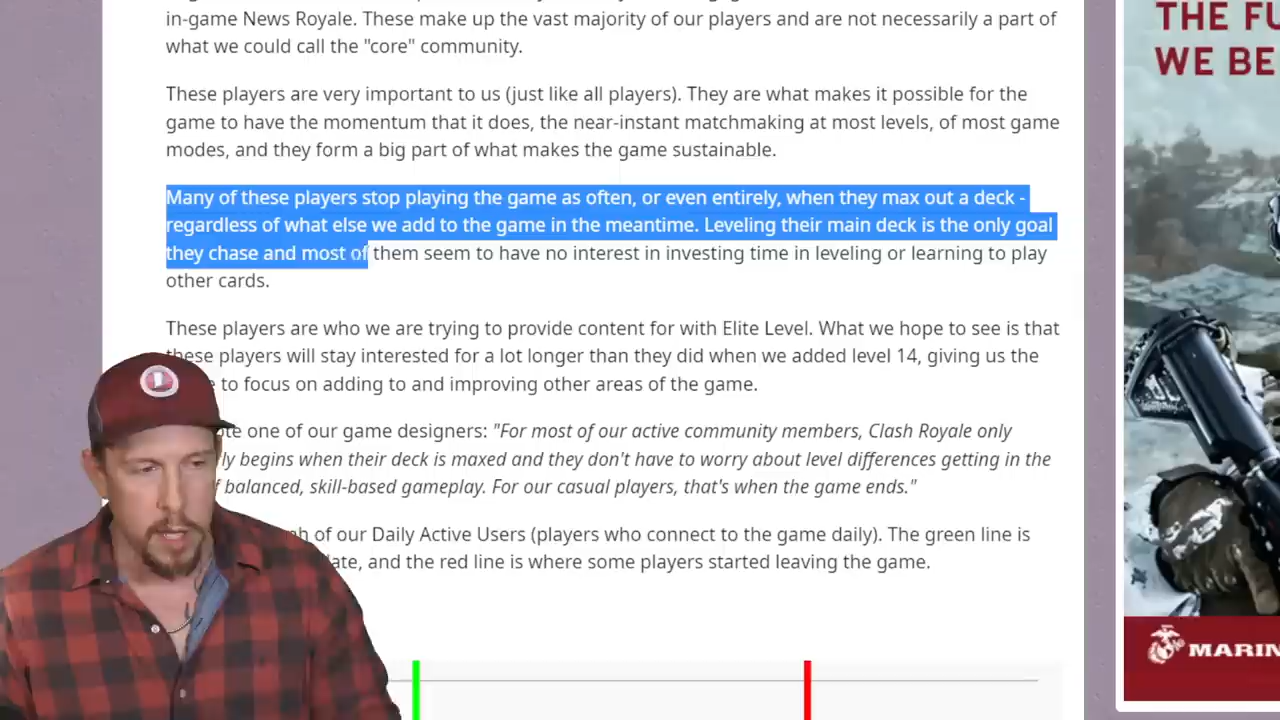 in-game News Royale. These make up the vast majority of our players and are not necessarily a part of
what we could call the "core" community.
These players are very important to us (just like all players). They are what makes it possible for the
game to have the momentum that it does, the near-instant matchmaking at most levels, of most game
modes, and they form a big part of what makes the game sustainable.
Many of these players stop playing the game as often, or even entirely, when they max out a deck -
regardless of what else we add to the game in the meantime. Leveling their main deck is the only goal
they chase and most of them seem to have no interest in investing time in leveling or learning to play
other cards.
These players are who we are trying to provide content for with Elite Level. What we hope to see is that
these players will stay interested for a lot longer than they did when we added level 14, giving us the
to focus on adding to and improving other areas of the game.
one of our game designers: "For most of our active community members, Clash Royale only
begins when their deck is maxed and they don't have to worry about level differences getting in the
balanced, skill-based gameplay. For our casual players, that's when the game ends."
of our Daily Active Users (players who connect to the game daily). The green line is
and the red line is where some players started leaving the game.
THE FU
WE BE
MARIN